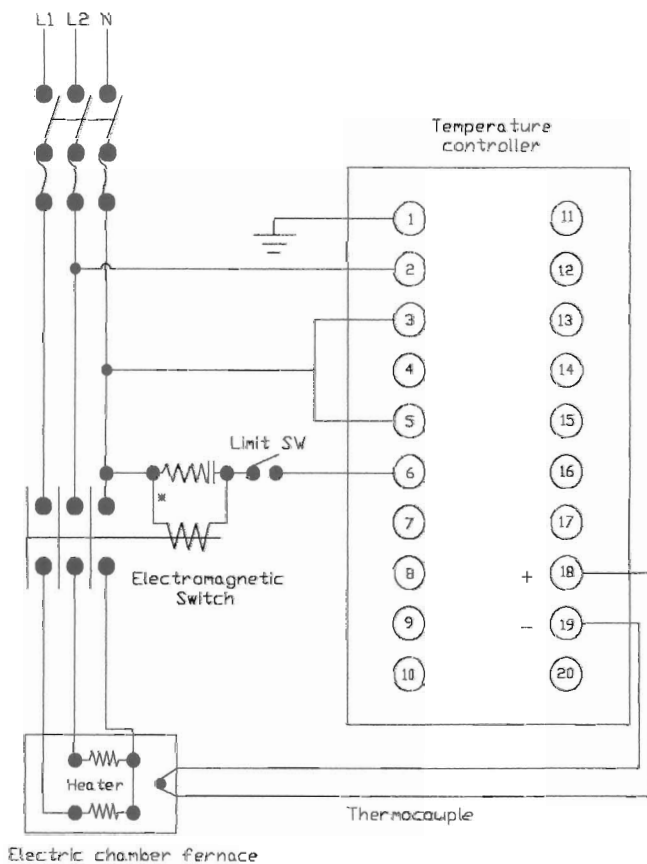 L1 L2 N
Temperature
controller
1 11
2 12
3 13
4 14
5 15
Limit SW
6 16
*
7 17
8 + 18
Electromagnetic
Switch
9 - 19
10 20
Heater
Thermocouple
Electric chamber fernace